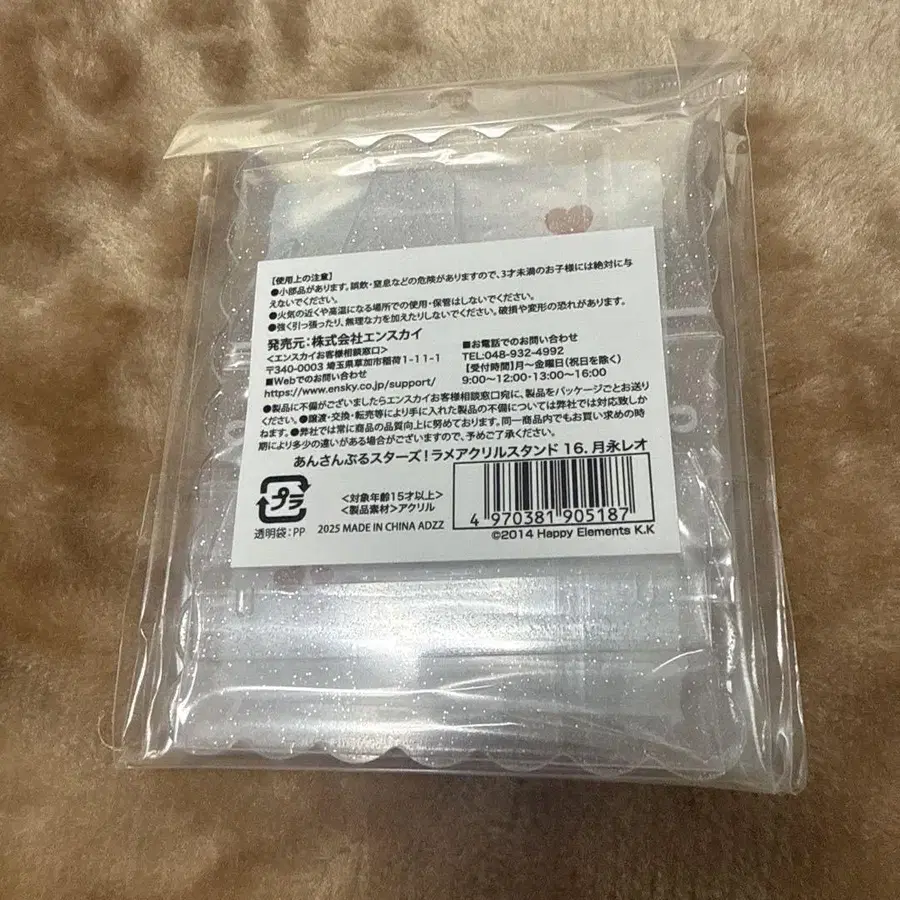 【使用上の注意】
●小部品があります。誤飲・窒息などの危険がありますので、3才未満のお子様には絶対に与
えないでください。
●火気の近くや高温になる場所での使用・保管はしないでください。
●強く引っ張ったり、無理な力を加えたりしないでください。破損や変形の恐れがあります。
発売元：株式会社エンスカイ
<エンスカイお客様相談窓口>
〒340-0003 埼玉県草加市稲荷1-11-1
■Webでのお問い合わせ
https://www.ensky.co.jp/support/
■お電話でのお問い合わせ
TEL:048-932-4992
【受付時間】月～金曜日(祝日を除く)
9:00～12:00・13:00～16:00
●製品に不備がございましたらエンスカイお客様相談窓口宛に、製品をパッケージごとお送り
ください。●譲渡・交換・転売等により手に入れた製品の不備については弊社では対応致しか
ねます。●弊社では常に商品の品質向上に努めております。同一商品内でもお買い求めの時
期により多少の違いがある場合がございますので、予めご了承ください。
あんさんぶるスターズ！ラメアクリルスタンド 16. 月永レオ
プラ
透明袋：PP
<対象年齢15才以上>
<製品素材>アクリル
2025 MADE IN CHINA ADZZ
4 970381 905187
©2014 Happy Elements K.K